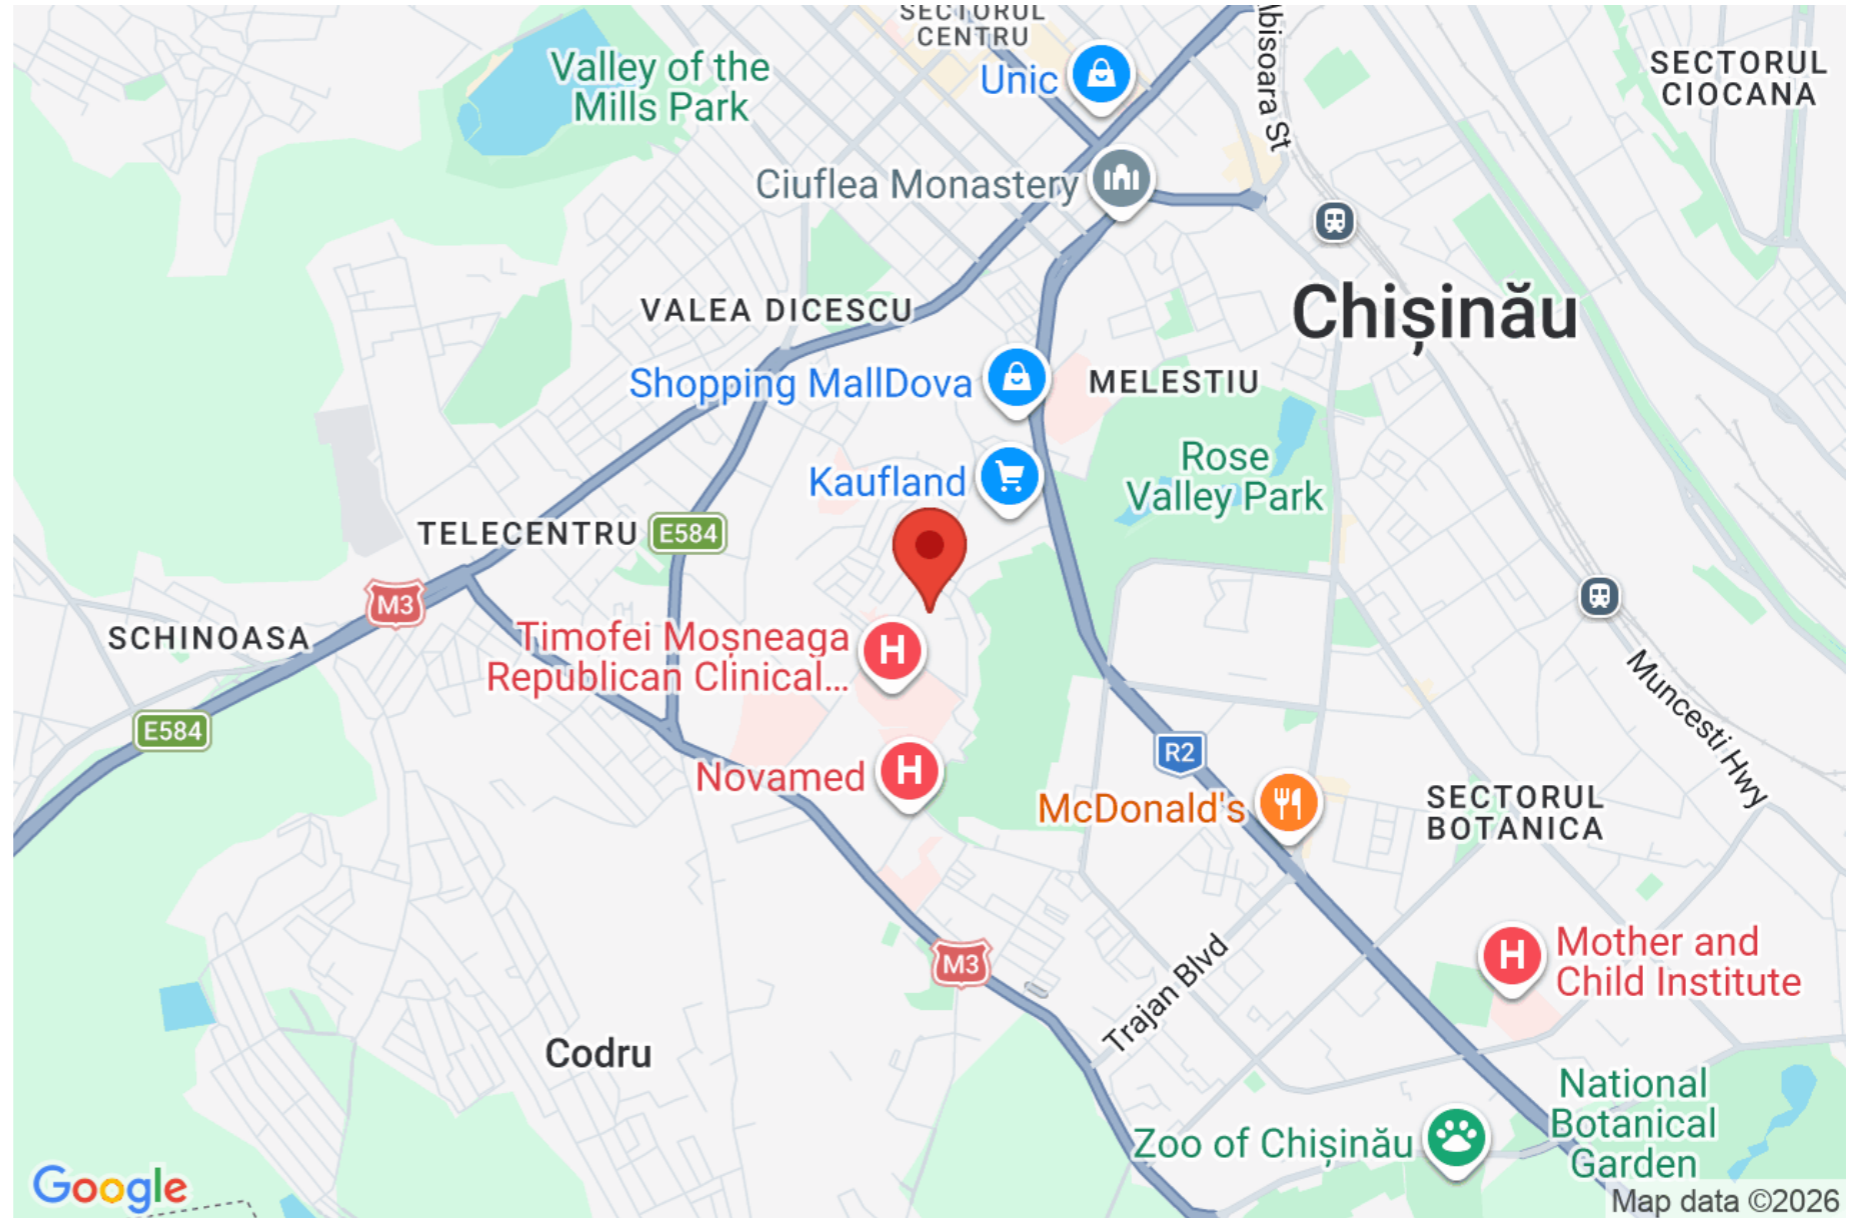 SECTORUL
CENTRU
Valley of the
Mills Park
Unic
Abisoara St
SECTORUL
CIOCANA
Ciuflea Monastery
Chișinău
VALEA DICESCU
Shopping MallDova
MELESTIU
Rose
Valley Park
Kaufland
TELECENTRU
E584
M3
SCHINOASA
Timofei Moșneaga
Republican Clinical...
H
Muncesti Hwy
E584
R2
Novamed
H
McDonald's
SECTORUL
BOTANICA
M3
Trajan Blvd
H
Mother and
Child Institute
Codru
National
Botanical
Garden
Zoo of Chișinău
Google
Map data ©2026